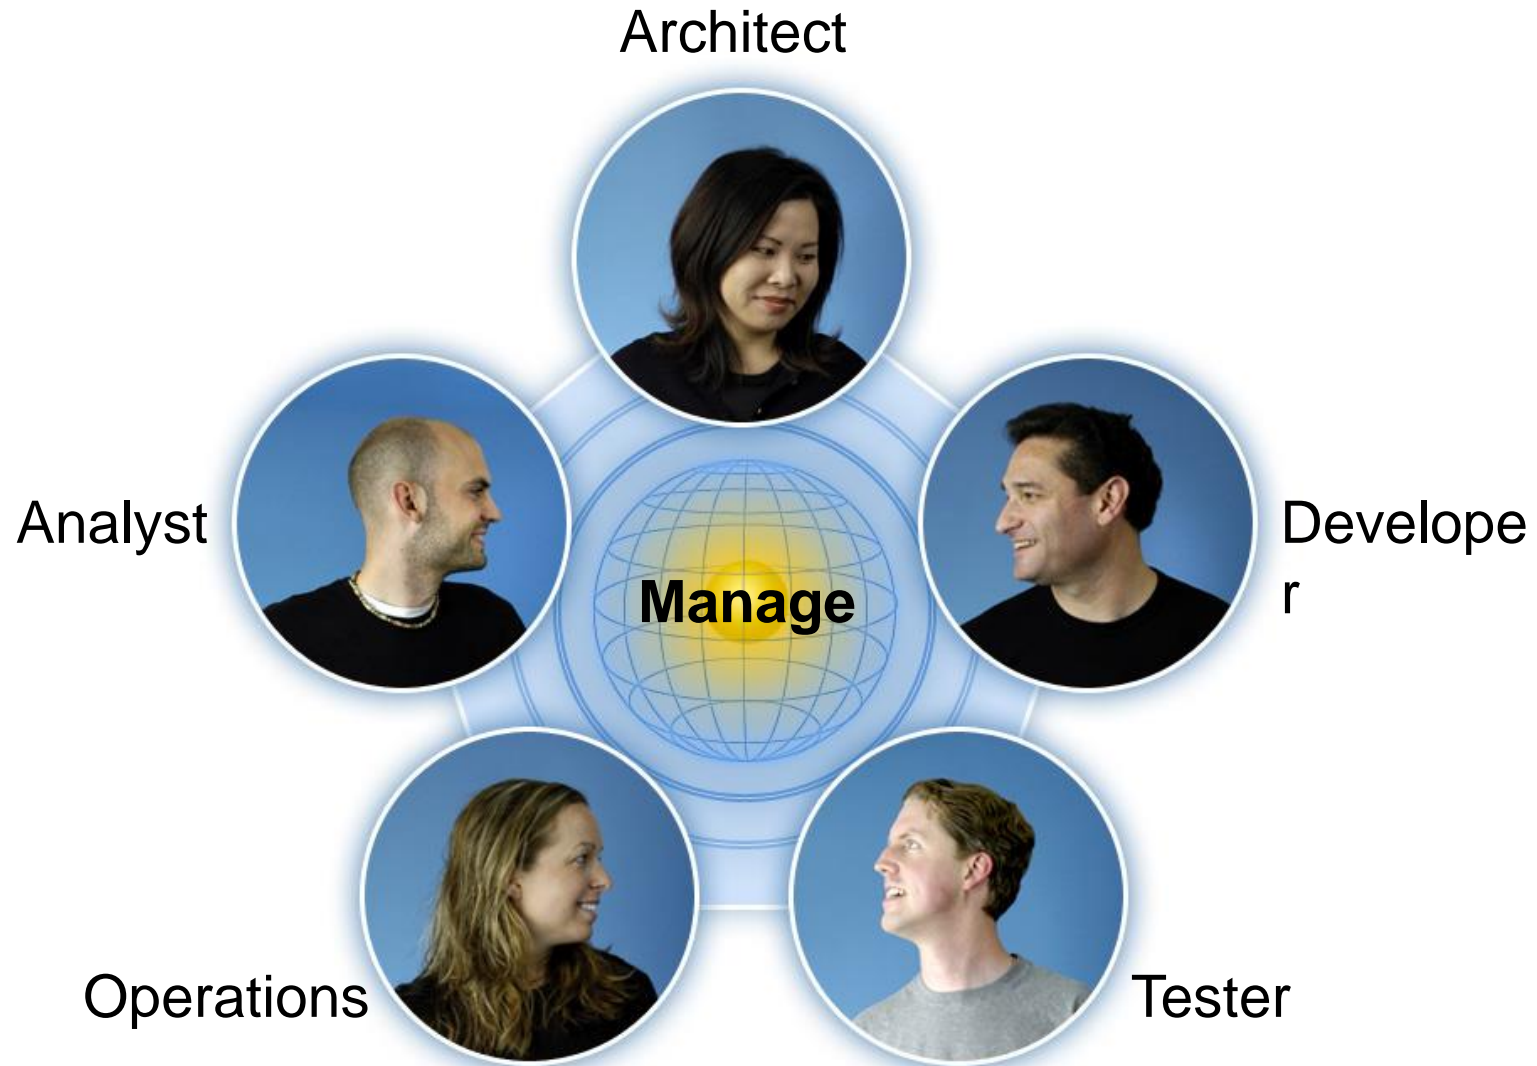 Architect
Analyst
Develope
r
Manage
Operations
Tester